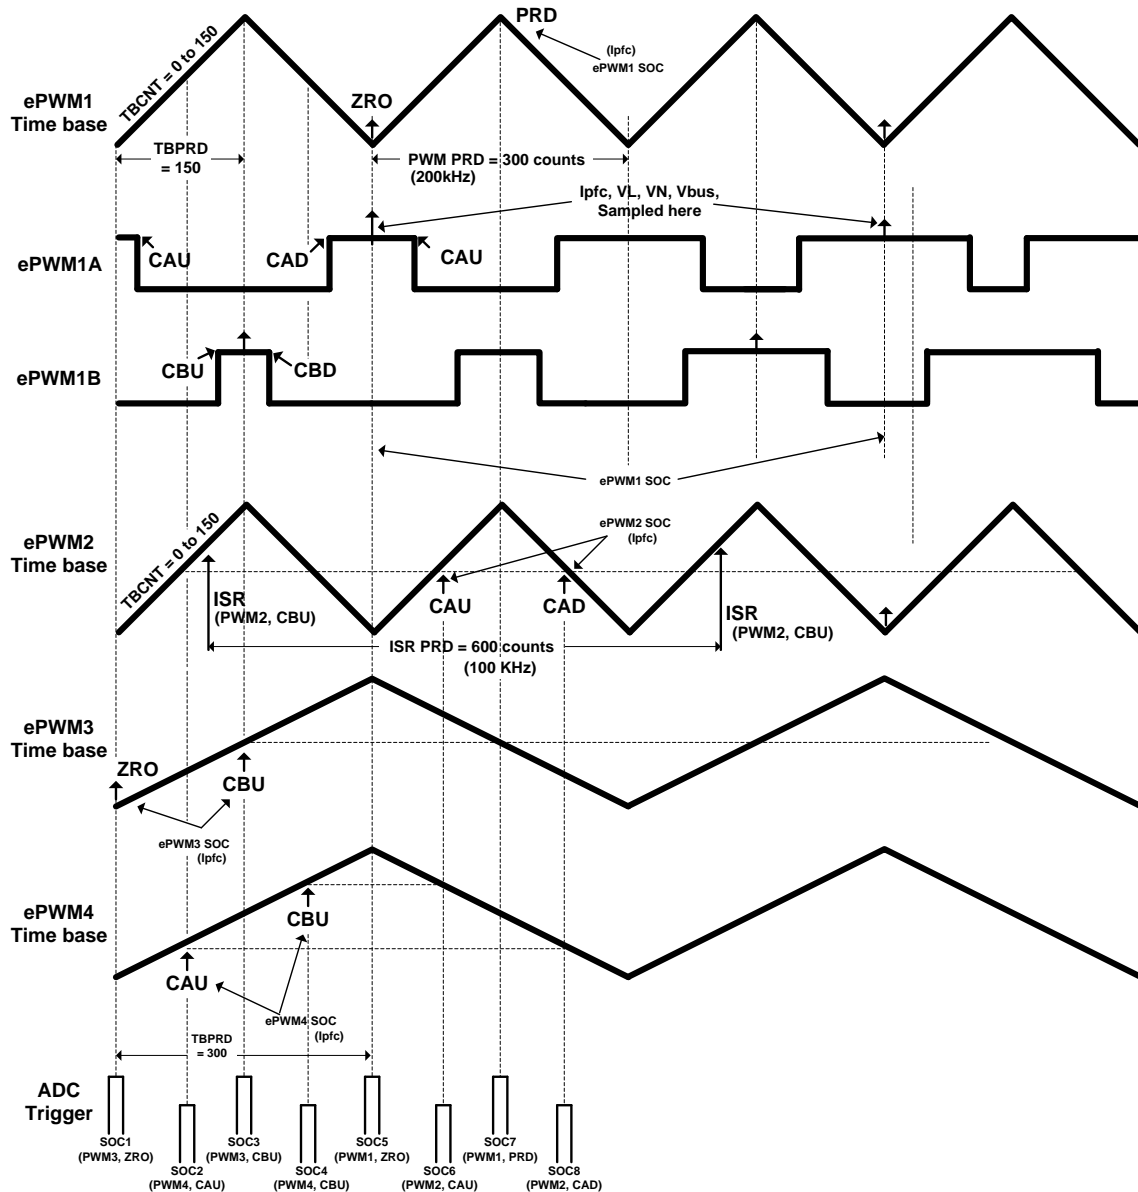 PRD
(Ipfc)
ePWM1 SOC
TBCNT = 0 to 150
ePWM1
Time base
ZRO
TBPRD
= 150
PWM PRD = 300 counts
(200kHz)
Ipfc, VL, VN, Vbus,
Sampled here
ePWM1A
CAU
CAD
CAU
ePWM1B
CBU
CBD
ePWM1 SOC
ePWM2
Time base
TBCNT = 0 to 150
ePWM2 SOC
(Ipfc)
ISR
(PWM2, CBU)
CAU
CAD
ISR
(PWM2, CBU)
ISR PRD = 600 counts
(100 KHz)
ePWM3
Time base
ZRO
CBU
ePWM3 SOC
(Ipfc)
ePWM4
Time base
CBU
CAU
ePWM4 SOC
(Ipfc)
TBPRD
= 300
ADC
Trigger
SOC1
(PWM3, ZRO)
SOC2
(PWM4, CAU)
SOC3
(PWM3, CBU)
SOC4
(PWM4, CBU)
SOC5
(PWM1, ZRO)
SOC6
(PWM2, CAU)
SOC7
(PWM1, PRD)
SOC8
(PWM2, CAD)